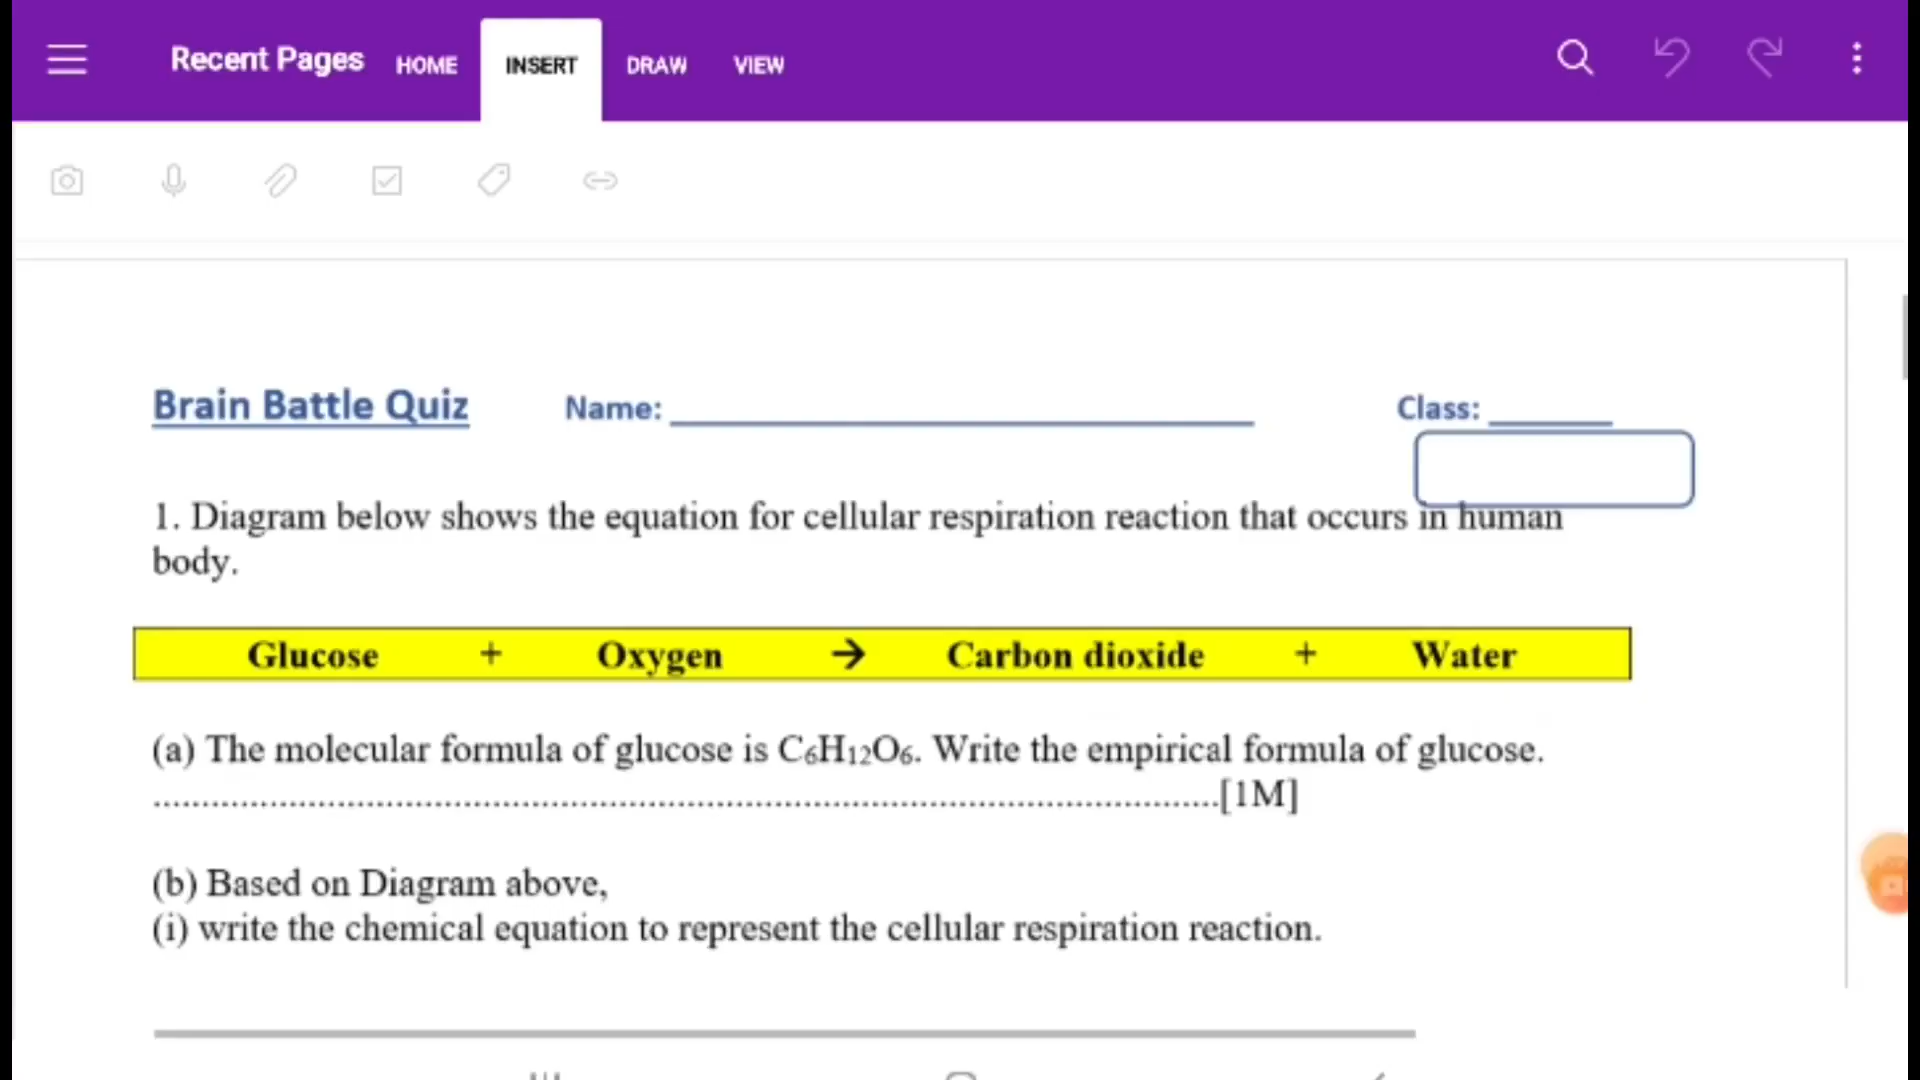 Recent Pages HOME INSERT DRAW VIEW
Brain Battle Quiz Name: ____________________ Class: ______
1. Diagram below shows the equation for cellular respiration reaction that occurs in human
body.
Glucose + Oxygen → Carbon dioxide + Water
(a) The molecular formula of glucose is C₆H₁₂O₆. Write the empirical formula of glucose.
....................................................................................................[1M]
(b) Based on Diagram above,
(i) write the chemical equation to represent the cellular respiration reaction.